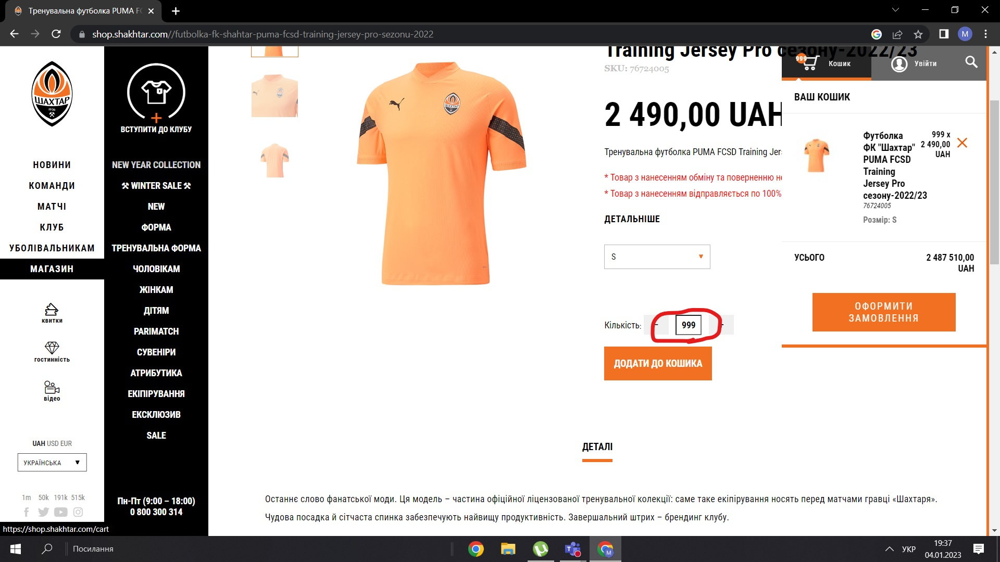 Тренувальна футболка PUMA FC
shop.shakhtar.com//futbolka-fk-shahtar-puma-fcsd-training-jersey-pro-sezonu-2022
M
ШАХТАР
1936
НОВИНИ
КОМАНДИ
МАТЧІ
КЛУБ
УБОЛІВАЛЬНИКАМ
МАГАЗИН
квитки
гостинність
відео
UAH USD EUR
УКРАЇНСЬКА
1m 50k 191k 515k
https://shop.shakhtar.com/cart
ВСТУПИТИ ДО КЛУБУ
NEW YEAR COLLECTION
⚒ WINTER SALE ⚒
NEW
ФОРМА
ТРЕНУВАЛЬНА ФОРМА
ЧОЛОВІКАМ
ЖІНКАМ
ДІТЯМ
PARIMATCH
СУВЕНІРИ
АТРИБУТИКА
ЕКІПІРУВАННЯ
ЕКСКЛЮЗИВ
SALE
Пн-Пт (9:00 – 18:00)
0 800 300 314
ШАХТАР
Training Jersey Pro сезону-2022/23
SKU: 76724005
2 490,00 UAH
Тренувальна футболка PUMA FCSD Training Jer
* Товар з нанесенням обміну та поверненню не
* Товар з нанесенням відправляється по 100%
ДЕТАЛЬНІШЕ
S
Кількість: - 999
ДОДАТИ ДО КОШИКА
999
Кошик
Увійти
ВАШ КОШИК
Футболка
ФК "Шахтар"
PUMA FCSD
Training
Jersey Pro
сезону-2022/23
76724005
Розмір: S
999 x
2 490,00
UAH
УСЬОГО
2 487 510,00
UAH
ОФОРМИТИ
ЗАМОВЛЕННЯ
ДЕТАЛІ
Останнє слово фанатської моди. Ця модель – частина офіційної ліцензованої тренувальної колекції: саме таке екіпірування носять перед матчами гравці «Шахтаря».
Чудова посадка й сітчаста спинка забезпечують найвищу продуктивність. Завершальний штрих – брендинг клубу.
Посилання
УКР
19:37
04.01.2023